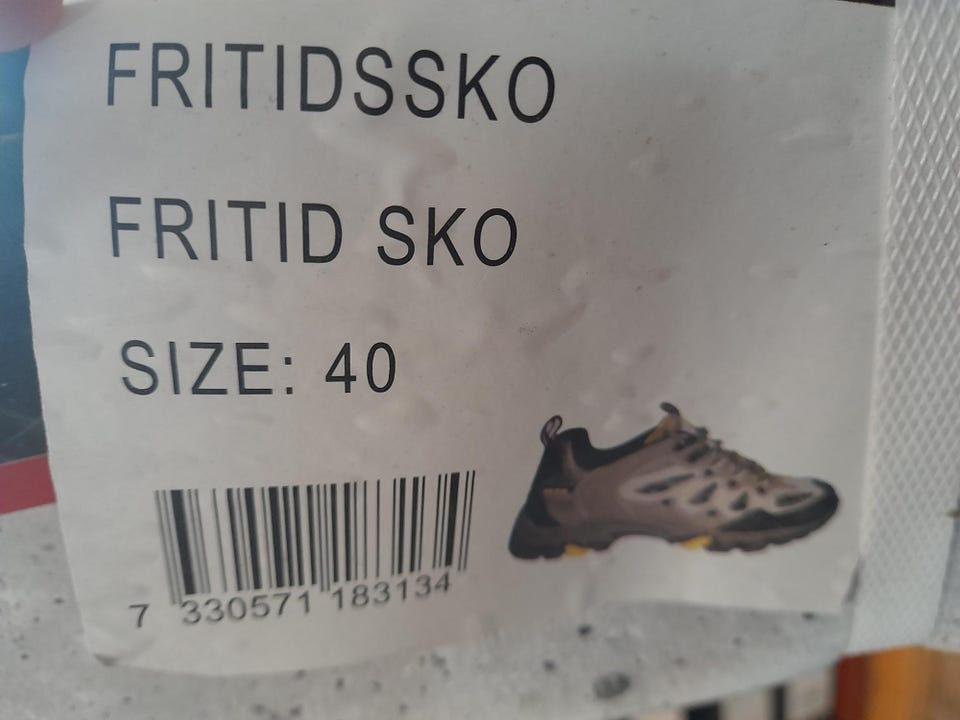 FRITIDSSKO
FRITID SKO
SIZE: 40
7 330571 183134